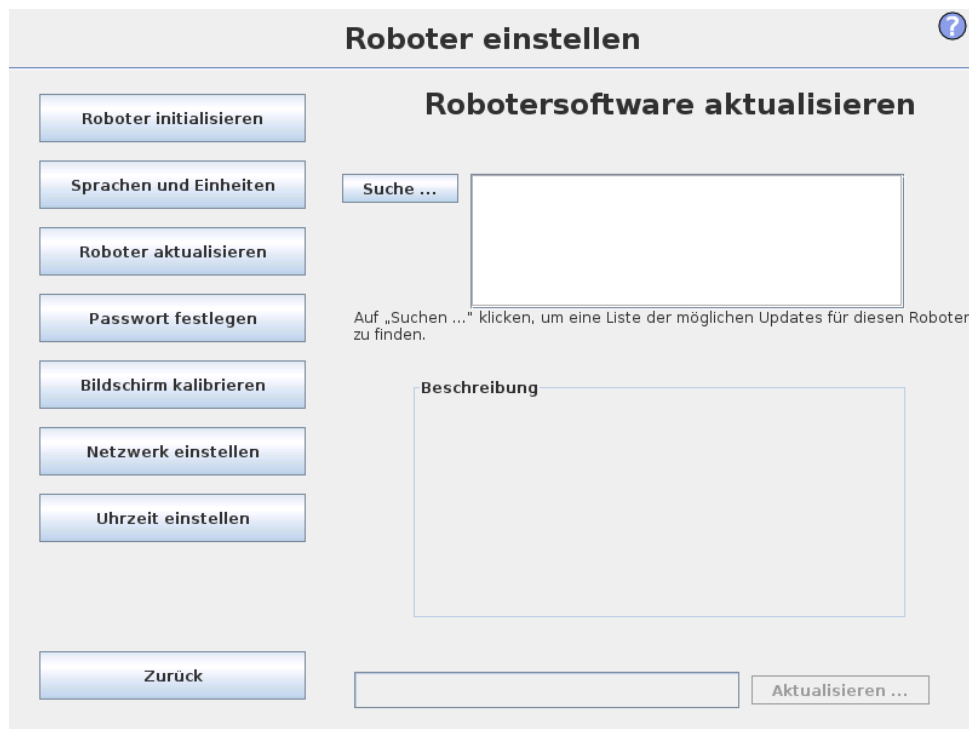 Roboter einstellen
?
Roboter initialisieren
Sprachen und Einheiten
Roboter aktualisieren
Passwort festlegen
Bildschirm kalibrieren
Netzwerk einstellen
Uhrzeit einstellen
Zurück
Robotersoftware aktualisieren
Suche ...
Auf „Suchen ..." klicken, um eine Liste der möglichen Updates für diesen Roboter
zu finden.
Beschreibung
Aktualisieren ...